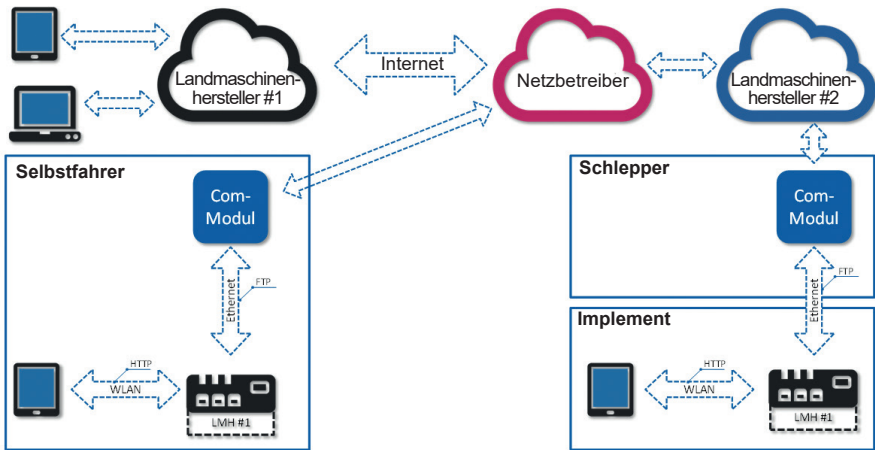 Landmaschinen-
hersteller #1
Internet
Netzbetreiber
Landmaschinen-
hersteller #2
Selbstfahrer
Com-
Modul
Ethernet
FTP
HTTP
WLAN
LMH #1
Schlepper
Com-
Modul
Ethernet
FTP
Implement
HTTP
WLAN
LMH #1